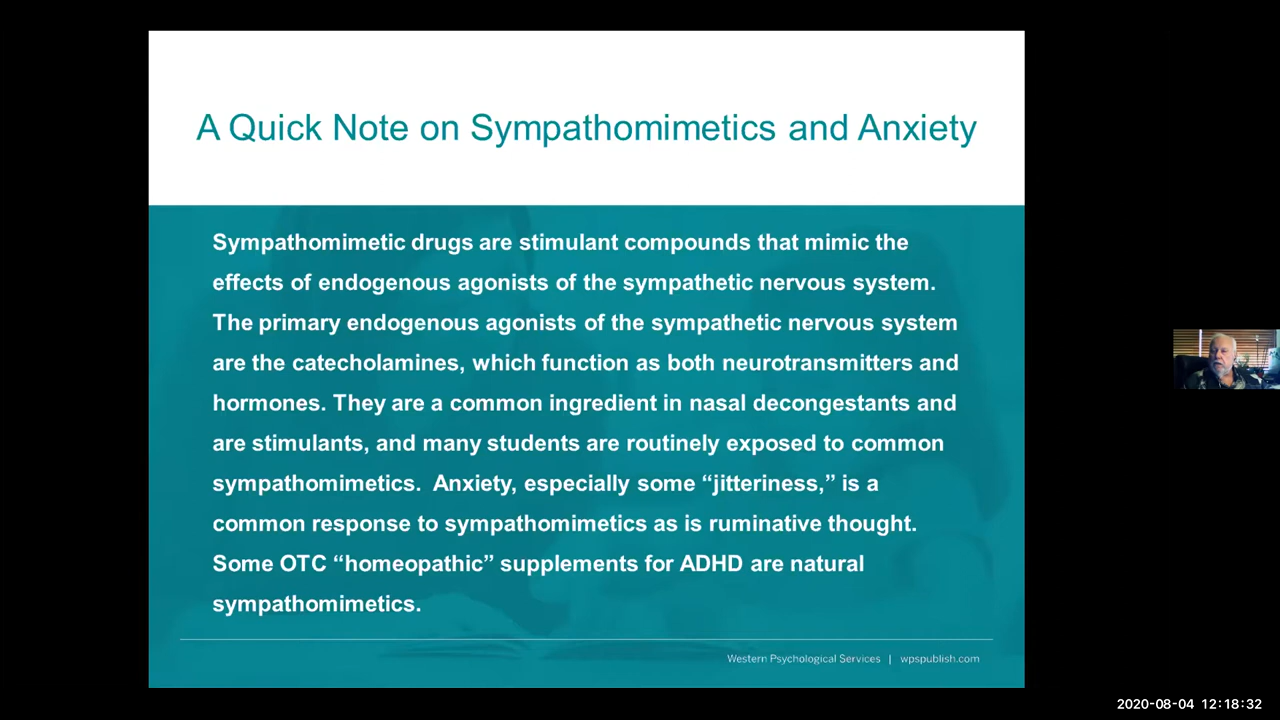 A Quick Note on Sympathomimetics and Anxiety
Sympathomimetic drugs are stimulant compounds that mimic the
effects of endogenous agonists of the sympathetic nervous system.
The primary endogenous agonists of the sympathetic nervous system
are the catecholamines, which function as both neurotransmitters and
hormones. They are a common ingredient in nasal decongestants and
are stimulants, and many students are routinely exposed to common
sympathomimetics.  Anxiety, especially some “jitteriness,” is a
common response to sympathomimetics as is ruminative thought.
Some OTC “homeopathic” supplements for ADHD are natural
sympathomimetics.
Western Psychological Services | wpspublish.com
2020-08-04 12:18:32